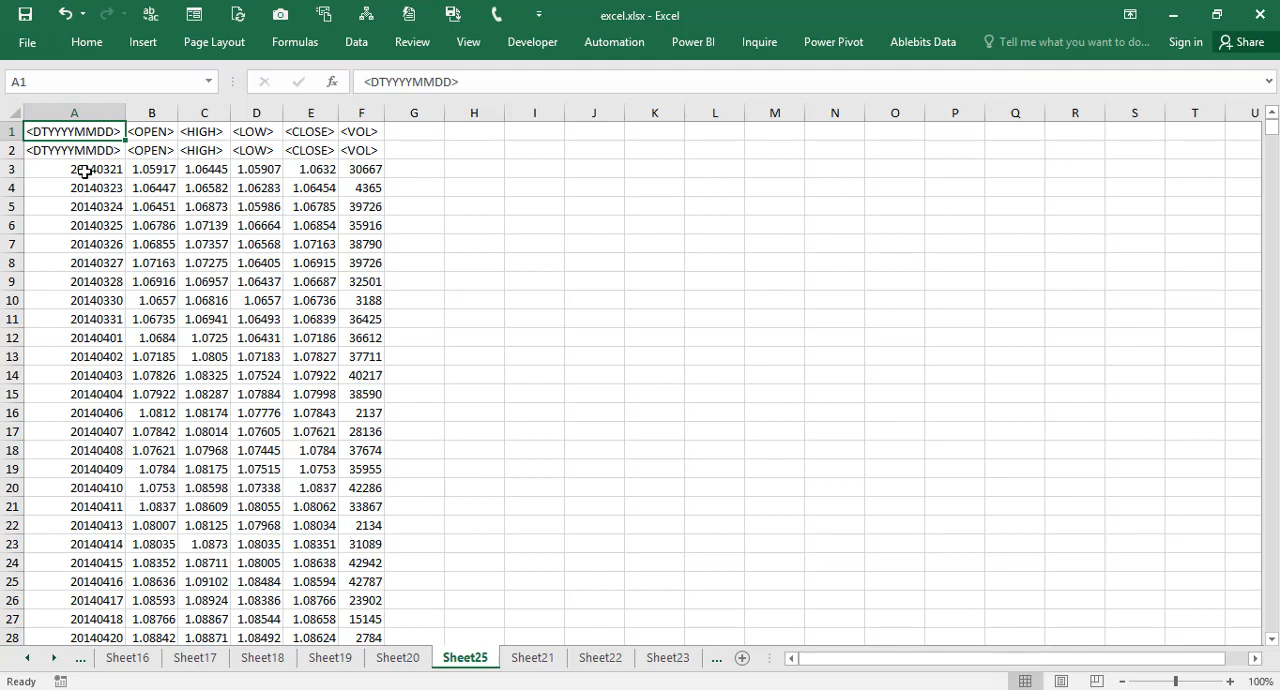 excel.xlsx - Excel
File Home Insert Page Layout Formulas Data Review View Developer Automation Power BI Inquire Power Pivot Ablebits Data Tell me what you want to do... Sign in Share
A1 fx <DTYYYYMMDD>
A B C D E F G H I J K L M N O P Q R S T U
1 <DTYYYYMMDD> <OPEN> <HIGH> <LOW> <CLOSE> <VOL>
2 <DTYYYYMMDD> <OPEN> <HIGH> <LOW> <CLOSE> <VOL>
3 20140321 1.05917 1.06445 1.05907 1.0632 30667
4 20140323 1.06447 1.06582 1.06283 1.06454 4365
5 20140324 1.06451 1.06873 1.05986 1.06785 39726
6 20140325 1.06786 1.07139 1.06664 1.06854 35916
7 20140326 1.06855 1.07357 1.06568 1.07163 38790
8 20140327 1.07163 1.07275 1.06405 1.06915 39726
9 20140328 1.06916 1.06957 1.06437 1.06687 32501
10 20140330 1.0657 1.06816 1.0657 1.06736 3188
11 20140331 1.06735 1.06941 1.06493 1.06839 36425
12 20140401 1.0684 1.0725 1.06431 1.07186 36612
13 20140402 1.07185 1.0805 1.07183 1.07827 37711
14 20140403 1.07826 1.08325 1.07524 1.07922 40217
15 20140404 1.07922 1.08287 1.07884 1.07998 38590
16 20140406 1.0812 1.08174 1.07776 1.07843 2137
17 20140407 1.07842 1.08014 1.07605 1.07621 28136
18 20140408 1.07621 1.07968 1.07445 1.0784 37674
19 20140409 1.0784 1.08175 1.07515 1.0753 35955
20 20140410 1.0753 1.08598 1.07338 1.0837 42286
21 20140411 1.0837 1.08609 1.08055 1.08062 33867
22 20140413 1.08007 1.08125 1.07968 1.08034 2134
23 20140414 1.08035 1.0873 1.08035 1.08351 31089
24 20140415 1.08352 1.08711 1.08005 1.08638 42942
25 20140416 1.08636 1.09102 1.08484 1.08594 42787
26 20140417 1.08593 1.08924 1.08386 1.08766 23902
27 20140418 1.08766 1.08867 1.08544 1.08658 15145
28 20140420 1.08842 1.08871 1.08492 1.08624 2784
... Sheet16 Sheet17 Sheet18 Sheet19 Sheet20 Sheet25 Sheet21 Sheet22 Sheet23 ...
Ready 100%